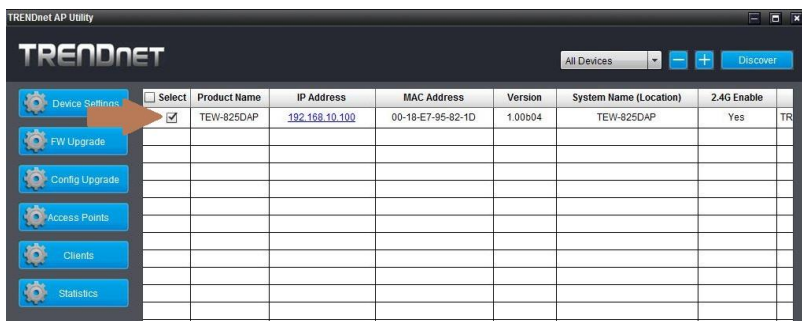 TRENDnet AP Utility
TRENDNET
All Devices
Discover
Device Settings
Select Product Name IP Address MAC Address Version System Name (Location) 2.4G Enable
TEW-825DAP 192.168.10.100 00-18-E7-95-82-1D 1.00b04 TEW-825DAP Yes TR
FW Upgrade
Config Upgrade
Access Points
Clients
Statistics